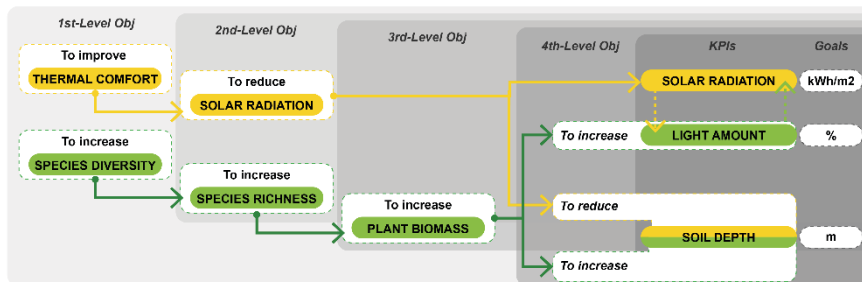 1st-Level Obj
2nd-Level Obj
3rd-Level Obj
4th-Level Obj
KPIs
Goals
To improve
THERMAL COMFORT
To reduce
SOLAR RADIATION
SOLAR RADIATION
kWh/m2
To increase
SPECIES DIVERSITY
To increase
LIGHT AMOUNT
%
To increase
SPECIES RICHNESS
To increase
PLANT BIOMASS
To reduce
SOIL DEPTH
m
To increase